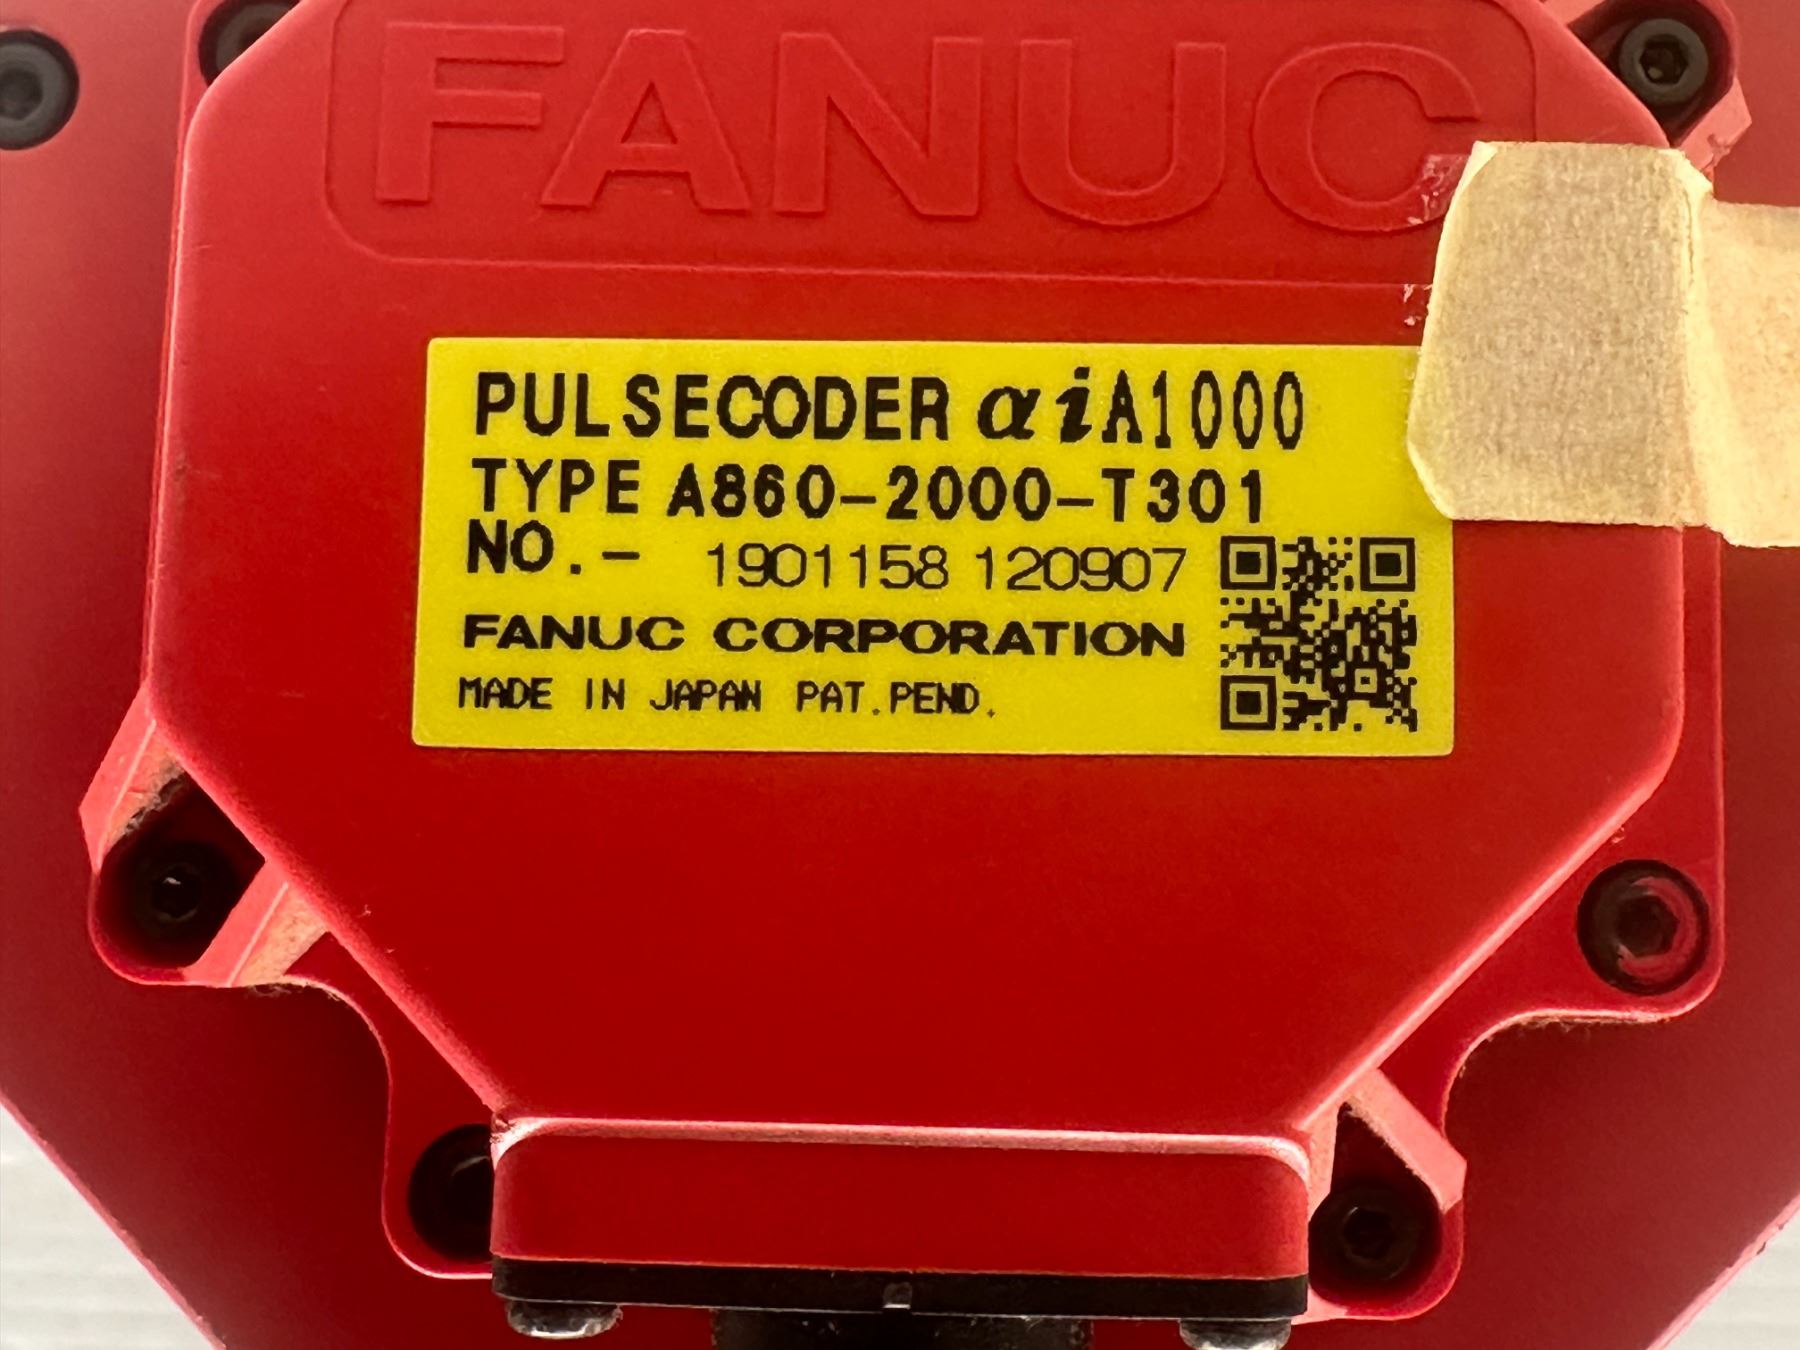 FANUC
PULSECODER αiA1000
TYPE A860-2000-T301
NO.- 1901158 120907
FANUC CORPORATION
MADE IN JAPAN PAT.PEND.